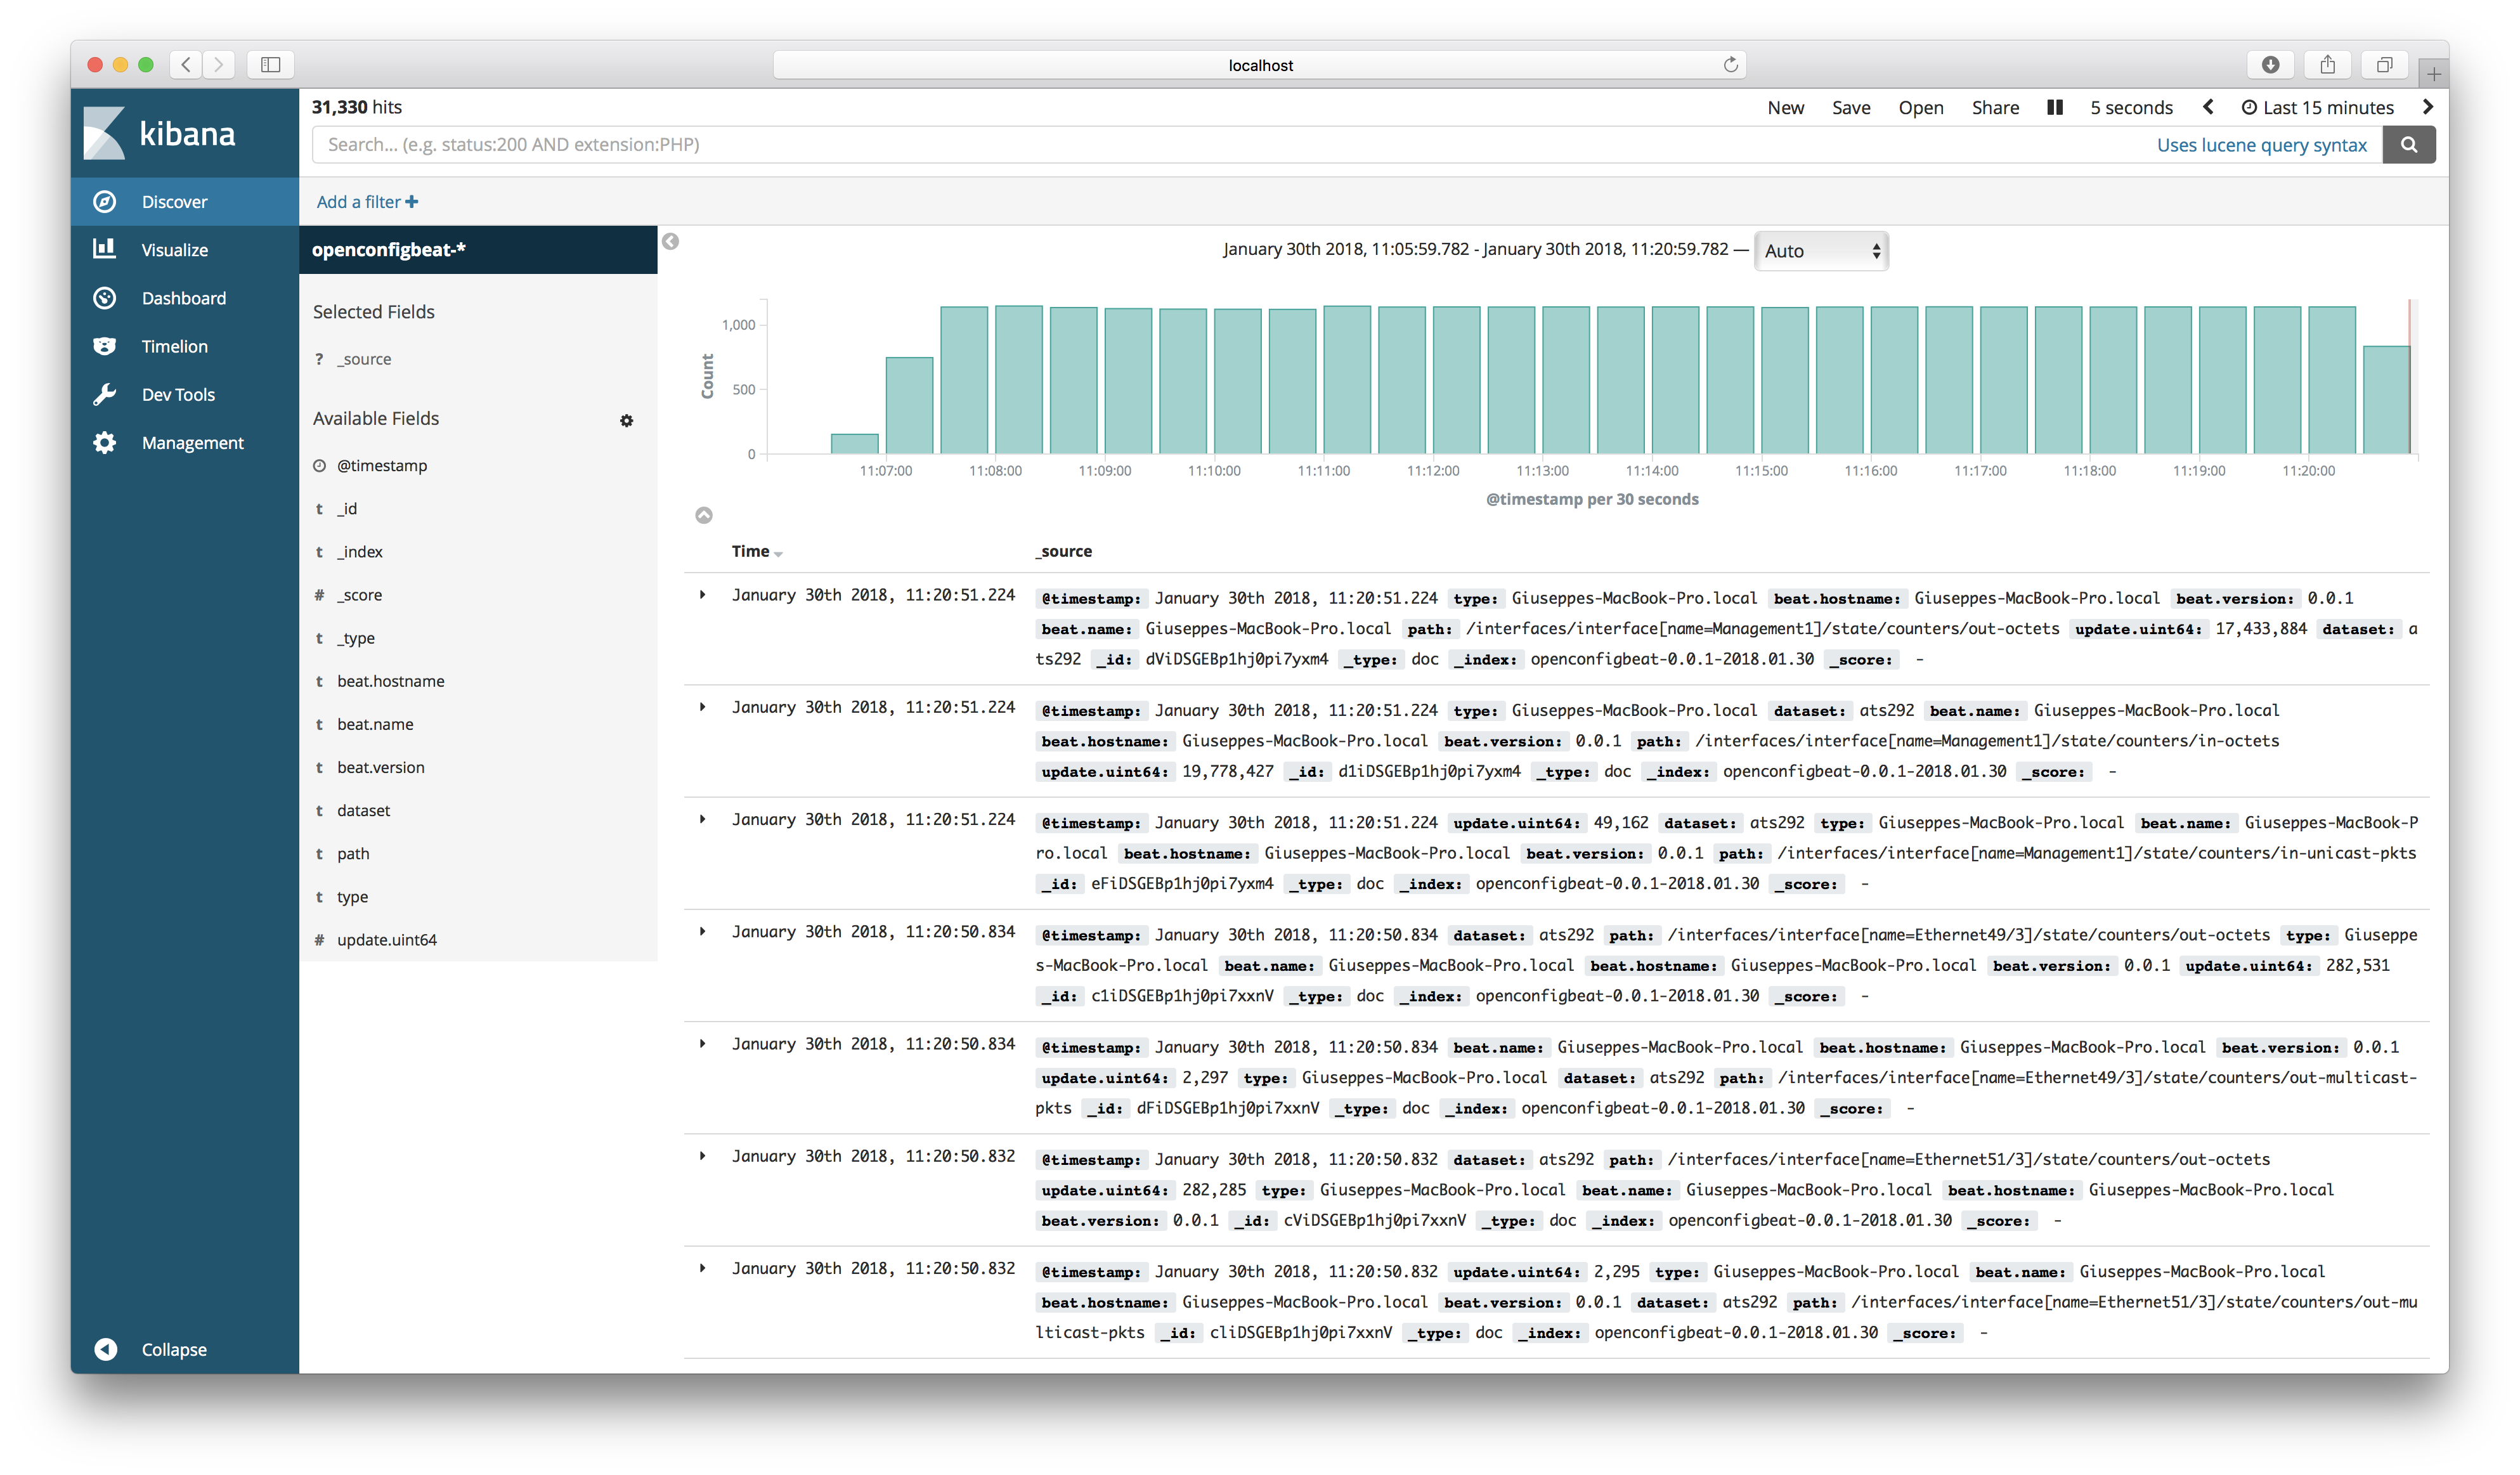 localhost
kibana
31,330 hits
New Save Open Share 5 seconds Last 15 minutes
Search... (e.g. status:200 AND extension:PHP)
Uses lucene query syntax
Discover
Visualize
Dashboard
Timelion
Dev Tools
Management
Collapse
Add a filter
openconfigbeat-*
Selected Fields
? _source
Available Fields
@timestamp
t _id
t _index
# _score
t _type
t beat.hostname
t beat.name
t beat.version
t dataset
t path
t type
# update.uint64
January 30th 2018, 11:05:59.782 - January 30th 2018, 11:20:59.782 — Auto
Count
1,000
500
0
11:07:00 11:08:00 11:09:00 11:10:00 11:11:00 11:12:00 11:13:00 11:14:00 11:15:00 11:16:00 11:17:00 11:18:00 11:19:00 11:20:00
@timestamp per 30 seconds
Time _source
January 30th 2018, 11:20:51.224 @timestamp: January 30th 2018, 11:20:51.224 type: Giuseppes-MacBook-Pro.local beat.hostname: Giuseppes-MacBook-Pro.local beat.version: 0.0.1
beat.name: Giuseppes-MacBook-Pro.local path: /interfaces/interface[name=Management1]/state/counters/out-octets update.uint64: 17,433,884 dataset: a
ts292 _id: dViDSGEBp1hj0pi7yxm4 _type: doc _index: openconfigbeat-0.0.1-2018.01.30 _score: -
January 30th 2018, 11:20:51.224 @timestamp: January 30th 2018, 11:20:51.224 type: Giuseppes-MacBook-Pro.local dataset: ats292 beat.name: Giuseppes-MacBook-Pro.local
beat.hostname: Giuseppes-MacBook-Pro.local beat.version: 0.0.1 path: /interfaces/interface[name=Management1]/state/counters/in-octets
update.uint64: 19,778,427 _id: d1iDSGEBp1hj0pi7yxm4 _type: doc _index: openconfigbeat-0.0.1-2018.01.30 _score: -
January 30th 2018, 11:20:51.224 @timestamp: January 30th 2018, 11:20:51.224 update.uint64: 49,162 dataset: ats292 type: Giuseppes-MacBook-Pro.local beat.name: Giuseppes-MacBook-P
ro.local beat.hostname: Giuseppes-MacBook-Pro.local beat.version: 0.0.1 path: /interfaces/interface[name=Management1]/state/counters/in-unicast-pkts
_id: eFiDSGEBp1hj0pi7yxm4 _type: doc _index: openconfigbeat-0.0.1-2018.01.30 _score: -
January 30th 2018, 11:20:50.834 @timestamp: January 30th 2018, 11:20:50.834 dataset: ats292 path: /interfaces/interface[name=Ethernet49/3]/state/counters/out-octets type: Giuseppe
s-MacBook-Pro.local beat.name: Giuseppes-MacBook-Pro.local beat.hostname: Giuseppes-MacBook-Pro.local beat.version: 0.0.1 update.uint64: 282,531
_id: c1iDSGEBp1hj0pi7xxnV _type: doc _index: openconfigbeat-0.0.1-2018.01.30 _score: -
January 30th 2018, 11:20:50.834 @timestamp: January 30th 2018, 11:20:50.834 beat.name: Giuseppes-MacBook-Pro.local beat.hostname: Giuseppes-MacBook-Pro.local beat.version: 0.0.1
update.uint64: 2,297 type: Giuseppes-MacBook-Pro.local dataset: ats292 path: /interfaces/interface[name=Ethernet49/3]/state/counters/out-multicast-
pkts _id: dFiDSGEBp1hj0pi7xxnV _type: doc _index: openconfigbeat-0.0.1-2018.01.30 _score: -
January 30th 2018, 11:20:50.832 @timestamp: January 30th 2018, 11:20:50.832 dataset: ats292 path: /interfaces/interface[name=Ethernet51/3]/state/counters/out-octets
update.uint64: 282,285 type: Giuseppes-MacBook-Pro.local beat.name: Giuseppes-MacBook-Pro.local beat.hostname: Giuseppes-MacBook-Pro.local
beat.version: 0.0.1 _id: cViDSGEBp1hj0pi7xxnV _type: doc _index: openconfigbeat-0.0.1-2018.01.30 _score: -
January 30th 2018, 11:20:50.832 @timestamp: January 30th 2018, 11:20:50.832 update.uint64: 2,295 type: Giuseppes-MacBook-Pro.local beat.name: Giuseppes-MacBook-Pro.local
beat.hostname: Giuseppes-MacBook-Pro.local beat.version: 0.0.1 dataset: ats292 path: /interfaces/interface[name=Ethernet51/3]/state/counters/out-mu
lticast-pkts _id: cliDSGEBp1hj0pi7xxnV _type: doc _index: openconfigbeat-0.0.1-2018.01.30 _score: -